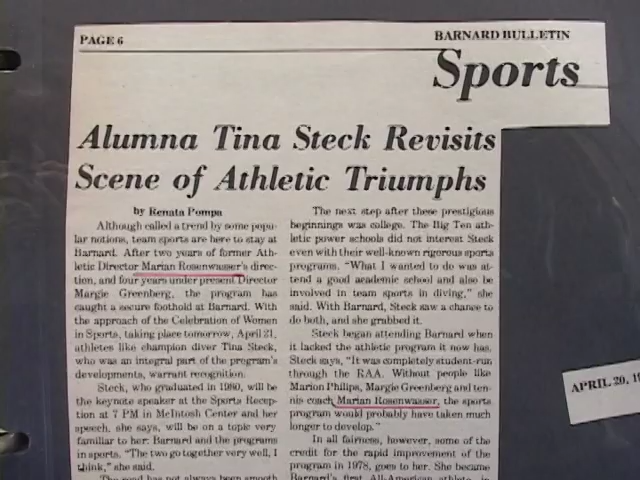 PAGE 6
BARNARD BULLETIN
Sports
Alumna Tina Steck Revisits
Scene of Athletic Triumphs
by Renata Pompa
Although called a trend by some popu-
lar notions, team sports are here to stay at
Barnard. After two years of former Ath-
letic Director Marian Rosenwasser's direc-
tion, and four years under present Director
Margie Greenberg, the program has
caught a secure foothold at Barnard. With
the approach of the Celebration of Women
in Sports, taking place tomorrow, April 21,
athletes like champion diver Tina Steck,
who was an integral part of the program's
developments, warrant recognition.
Steck, who graduated in 1980, will be
the keynote speaker at the Sports Recep-
tion at 7 PM in McIntosh Center and her
speech, she says, will be on a topic very
familiar to her: Barnard and the programs
in sports. "The two go together very well, I
think," she said.
The road has not always been smooth
The next step after these prestigious
beginnings was college. The Big Ten ath-
letic power schools did not interest Steck
even with their well-known rigorous sports
programs. "What I wanted to do was at-
tend a good academic school and also be
involved in team sports in diving," she
said. With Barnard, Steck saw a chance to
do both, and she grabbed it.
Steck began attending Barnard when
it lacked the athletic program it now has.
Steck says, "It was completely student-run,
through the RAA. Without people like
Marion Philips, Margie Greenberg and ten-
nis coach Marian Rosenwasser, the sports
program would probably have taken much
longer to develop."
In all fairness, however, some of the
credit for the rapid improvement of the
program in 1978, goes to her. She became
Barnard's first All-American athlete, in
APRIL 20, 19